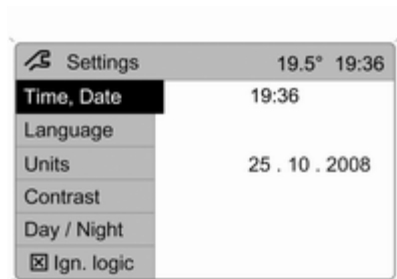 Settings 19.5° 19:36
Time, Date 19:36
Language
Units 25 . 10 . 2008
Contrast
Day / Night
Ign. logic